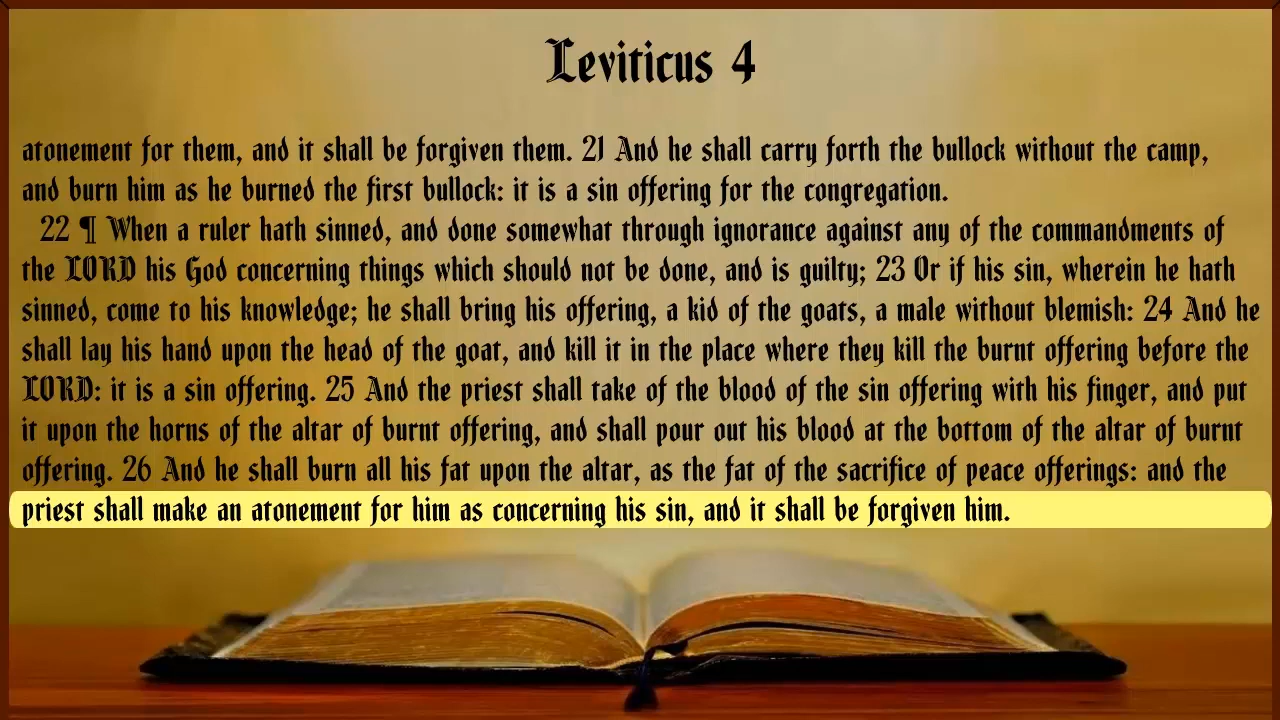 Leviticus 4
atonement for them, and it shall be forgiven them. 21 And he shall carry forth the bullock without the camp,
and burn him as he burned the first bullock: it is a sin offering for the congregation.
22 ¶ When a ruler hath sinned, and done somewhat through ignorance against any of the commandments of
the LORD his God concerning things which should not be done, and is guilty; 23 Or if his sin, wherein he hath
sinned, come to his knowledge; he shall bring his offering, a kid of the goats, a male without blemish: 24 And he
shall lay his hand upon the head of the goat, and kill it in the place where they kill the burnt offering before the
LORD: it is a sin offering. 25 And the priest shall take of the blood of the sin offering with his finger, and put
it upon the horns of the altar of burnt offering, and shall pour out his blood at the bottom of the altar of burnt
offering. 26 And he shall burn all his fat upon the altar, as the fat of the sacrifice of peace offerings: and the
priest shall make an atonement for him as concerning his sin, and it shall be forgiven him.